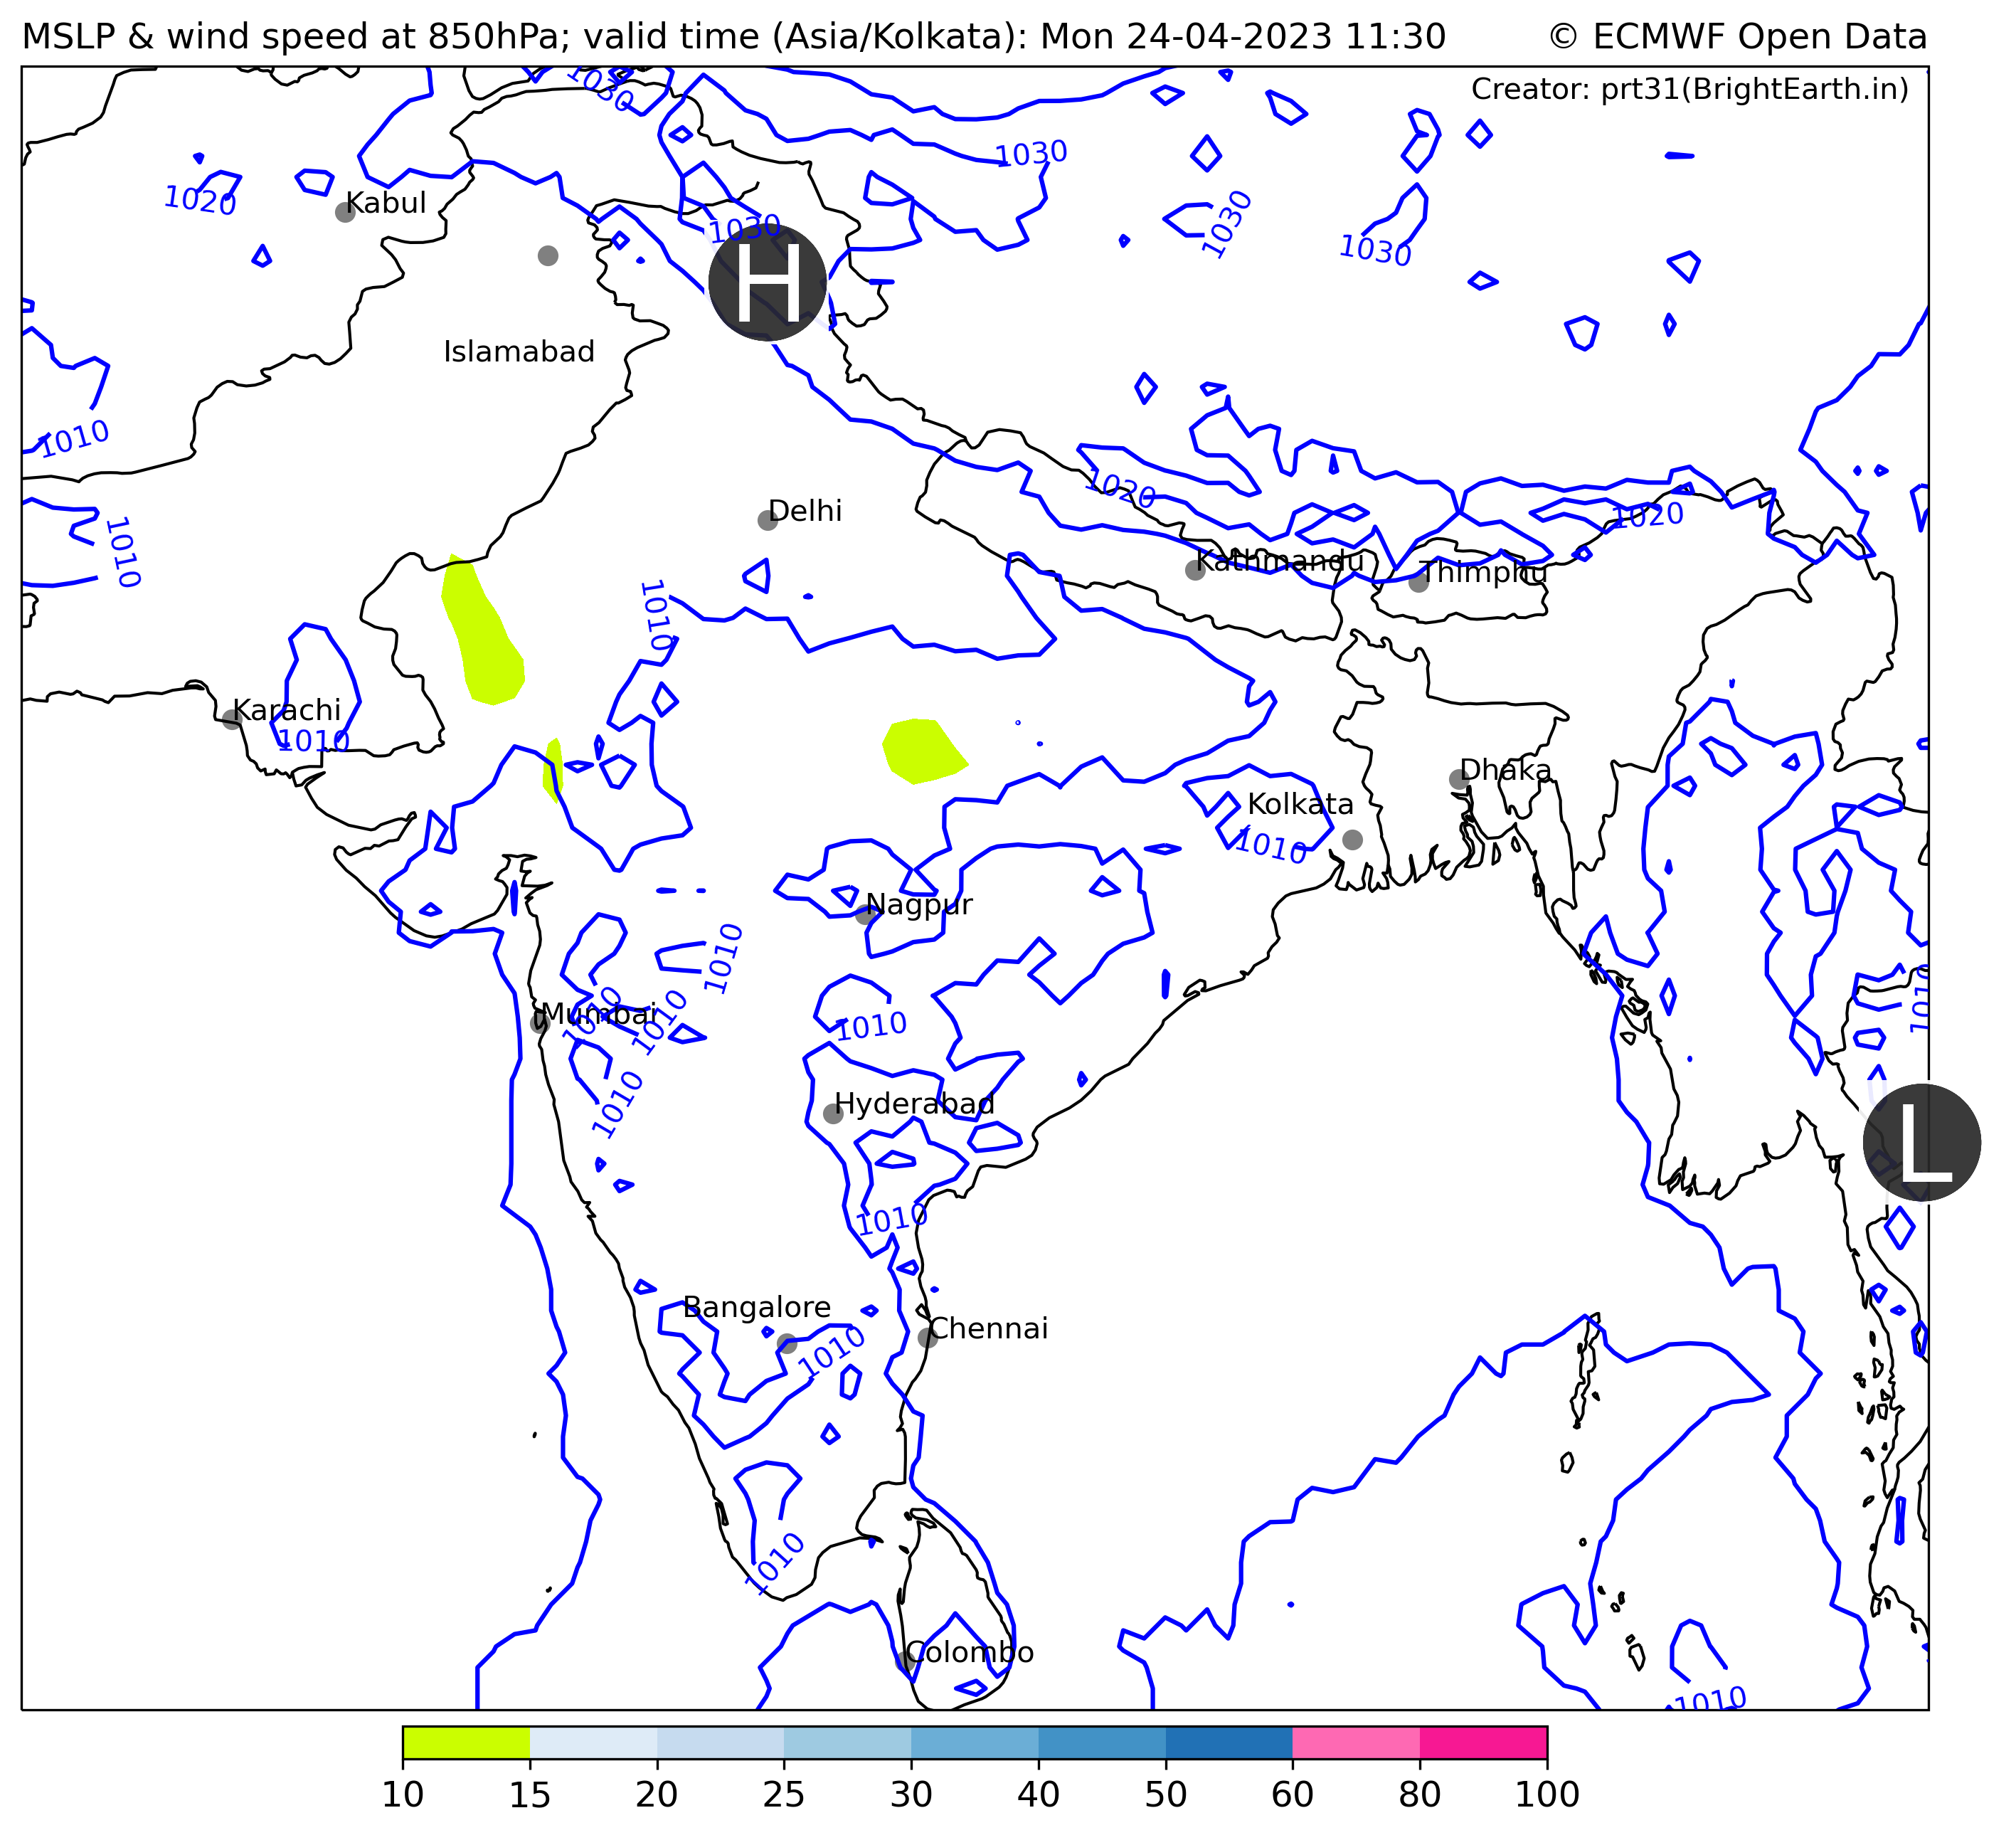 MSLP & wind speed at 850hPa; valid time (Asia/Kolkata): Mon 24-04-2023 11:30
© ECMWF Open Data
Creator: prt31(BrightEarth.in)
1030
1030
1020
Kabul
1030
1030
1030
H
Islamabad
1010
1020
Delhi
1020
1010
Kathmandu
Thimphu
1010
Karachi
1010
Dhaka
Kolkata
1010
Nagpur
1010
Mumbai
1010
1010
1010
1010
1010
Hyderabad
L
1010
Bangalore
Chennai
1010
1010
Colombo
1010
10 15 20 25 30 40 50 60 80 100